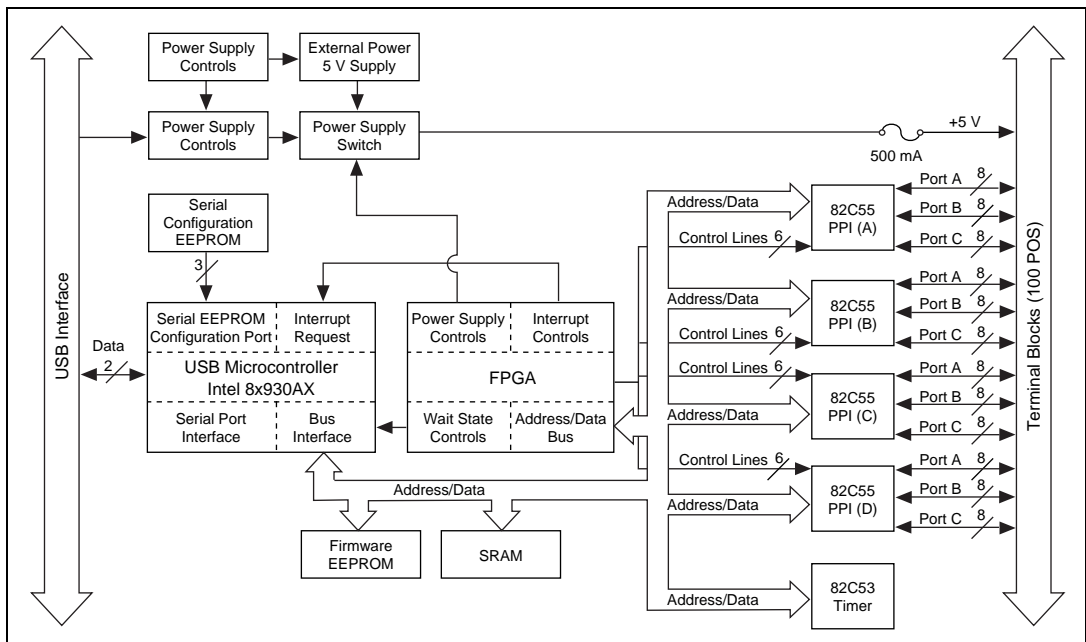 USB Interface
Power Supply
Controls
External Power
5 V Supply
Power Supply
Controls
Power Supply
Switch
500 mA
+5 V
Serial
Configuration
EEPROM
3
Data
2
Serial EEPROM
Configuration Port
Interrupt
Request
USB Microcontroller
Intel 8x930AX
Serial Port
Interface
Bus
Interface
Power Supply
Controls
Interrupt
Controls
FPGA
Wait State
Controls
Address/Data
Bus
Address/Data
Firmware
EEPROM
SRAM
Address/Data
Control Lines 6
82C55
PPI (A)
Port A 8
Port B 8
Port C 8
Address/Data
Control Lines 6
82C55
PPI (B)
Port A 8
Port B 8
Port C 8
Control Lines 6
Address/Data
82C55
PPI (C)
Port A 8
Port B 8
Port C 8
Control Lines 6
Address/Data
82C55
PPI (D)
Port A 8
Port B 8
Port C 8
Address/Data
82C53
Timer
Terminal Blocks (100 POS)